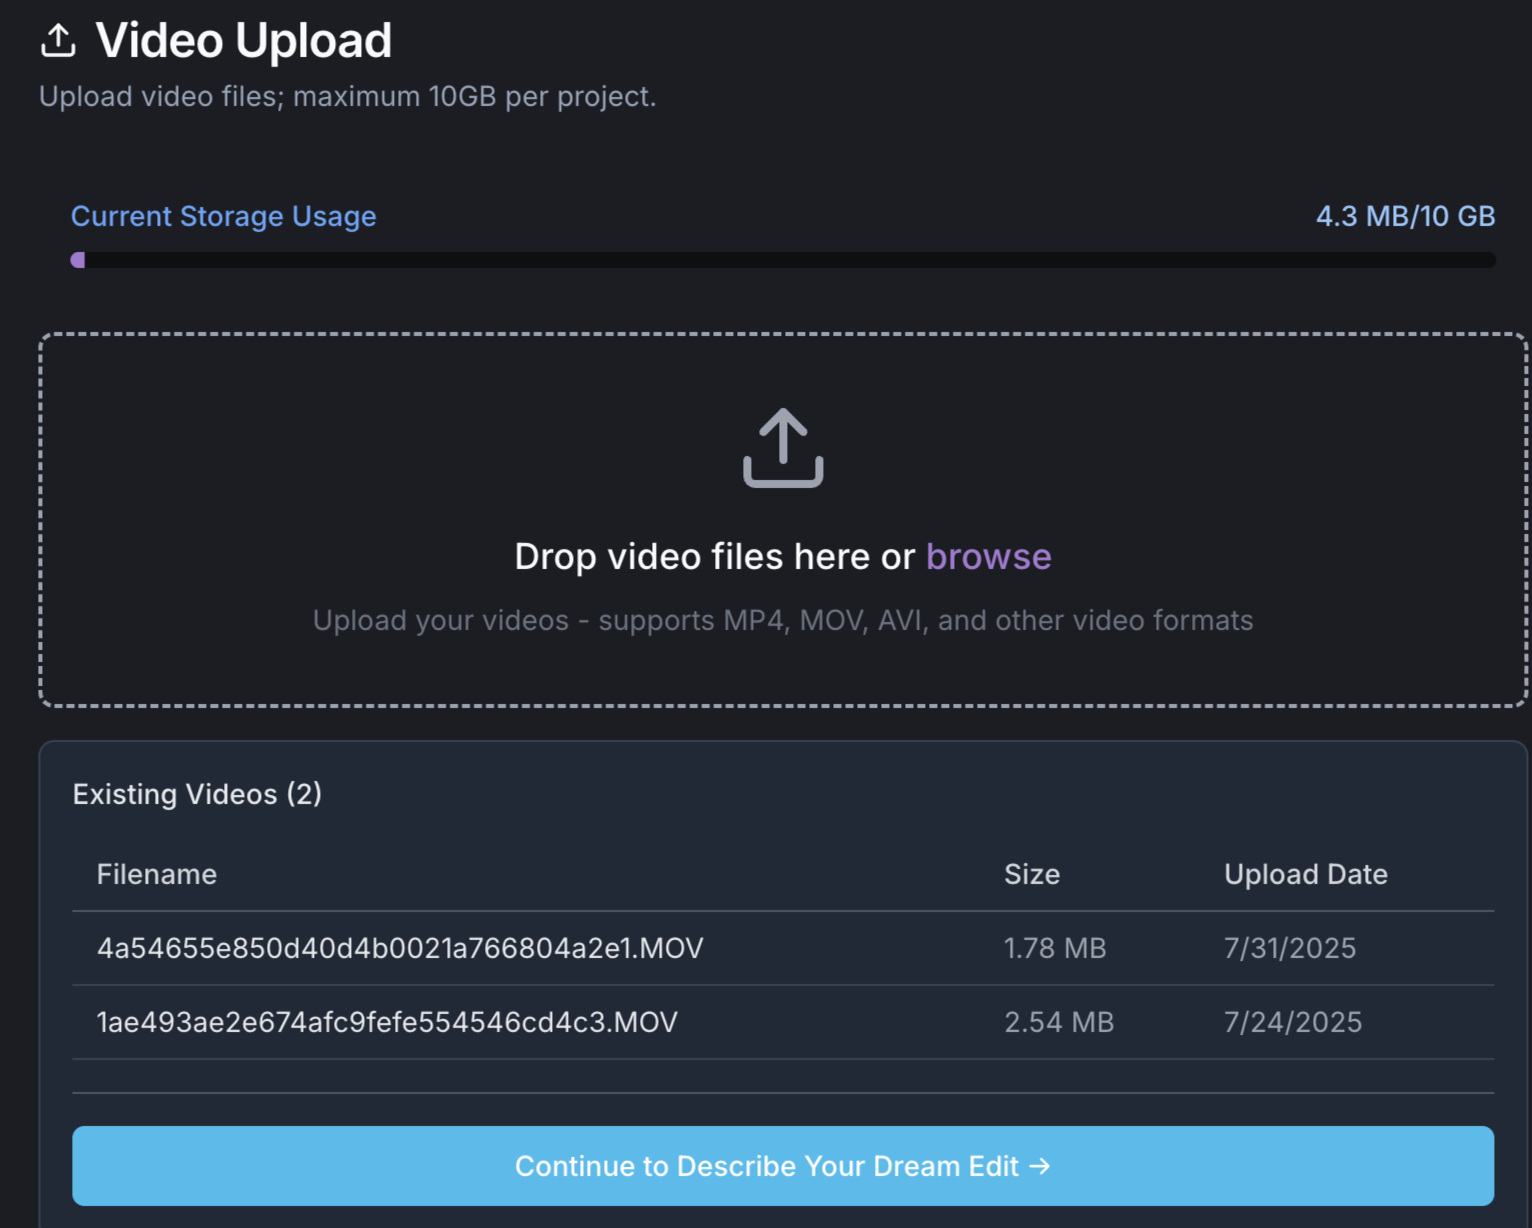 Video Upload
Upload video files; maximum 10GB per project.
Current Storage Usage
4.3 MB/10 GB
Drop video files here or browse
Upload your videos - supports MP4, MOV, AVI, and other video formats
Existing Videos (2)
Filename Size Upload Date
4a54655e850d40d4b0021a766804a2e1.MOV 1.78 MB 7/31/2025
1ae493ae2e674afc9fefe554546cd4c3.MOV 2.54 MB 7/24/2025
Continue to Describe Your Dream Edit →